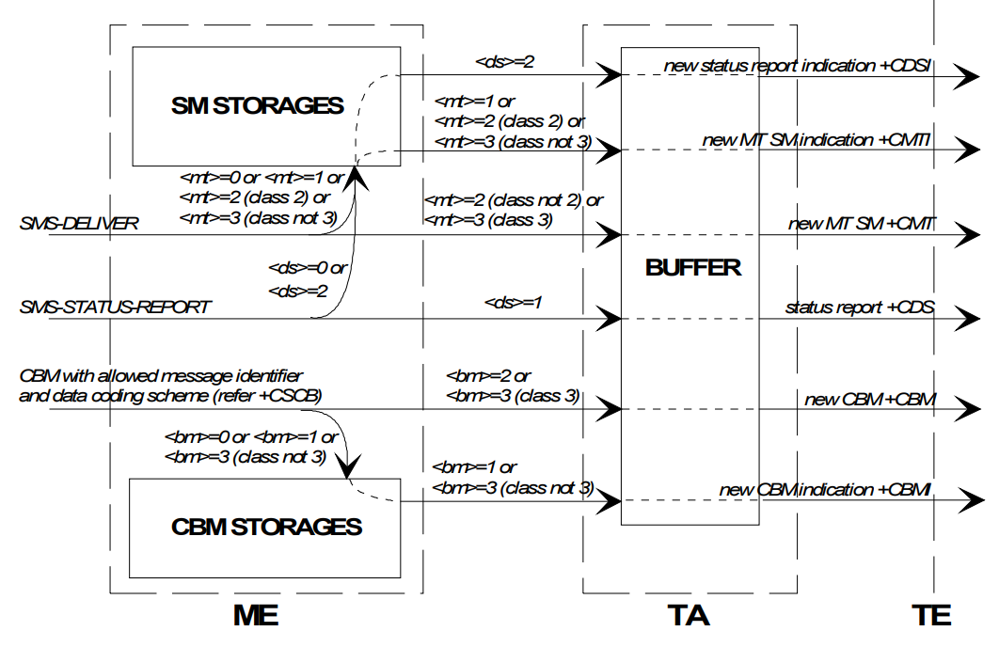 <ds>=2
new status report indication +CDSI
SM STORAGES
<mt>=1 or
<mt>=2 (class 2) or
<mt>=3 (class not 3)
new MT SM indication +CMTI
<mt>=0 or <mt>=1 or
<mt>=2 (class 2) or
<mt>=3 (class not 3)
<mt>=2 (class not 2) or
<mt>=3 (class 3)
SMS-DELIVER
new MT SM +CMT
<ds>=0 or
<ds>=2
BUFFER
SMS-STATUS-REPORT
<ds>=1
status report +CDS
CBM with allowed message identifier
and data coding scheme (refer +CSCB)
<bm>=2 or
<bm>=3 (class 3)
new CBM +CBM
<bm>=0 or <bm>=1 or
<bm>=3 (class not 3)
<bm>=1 or
<bm>=3 (class not 3)
new CBM indication +CBMI
CBM STORAGES
ME
TA
TE